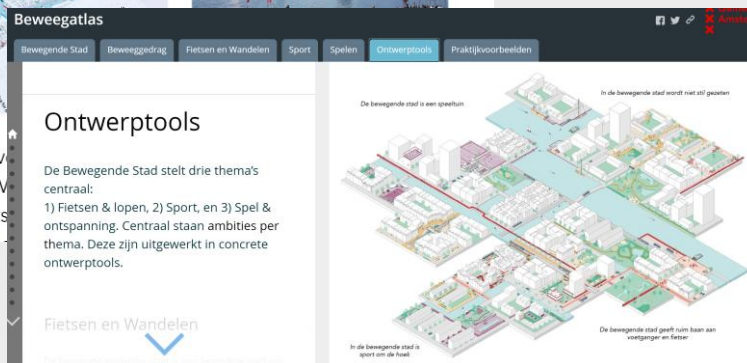 Beweegatlas
Bewegende Stad
Beweeggedrag
Fietsen en Wandelen
Sport
Spelen
Ontwerptools
Praktijkvoorbeelden
Ontwerptools
De Bewegende Stad stelt drie thema's
centraal:
1) Fietsen & lopen, 2) Sport, en 3) Spel &
ontspanning. Centraal staan ambities per
thema. Deze zijn uitgewerkt in concrete
ontwerptools.
Fietsen en Wandelen
De bewegende stad is een speeltuin
In de bewegende stad wordt niet stil gezeten
In de bewegende stad is
sport om de hoek
De bewegende stad geeft ruim baan aan
voetganger en fietser